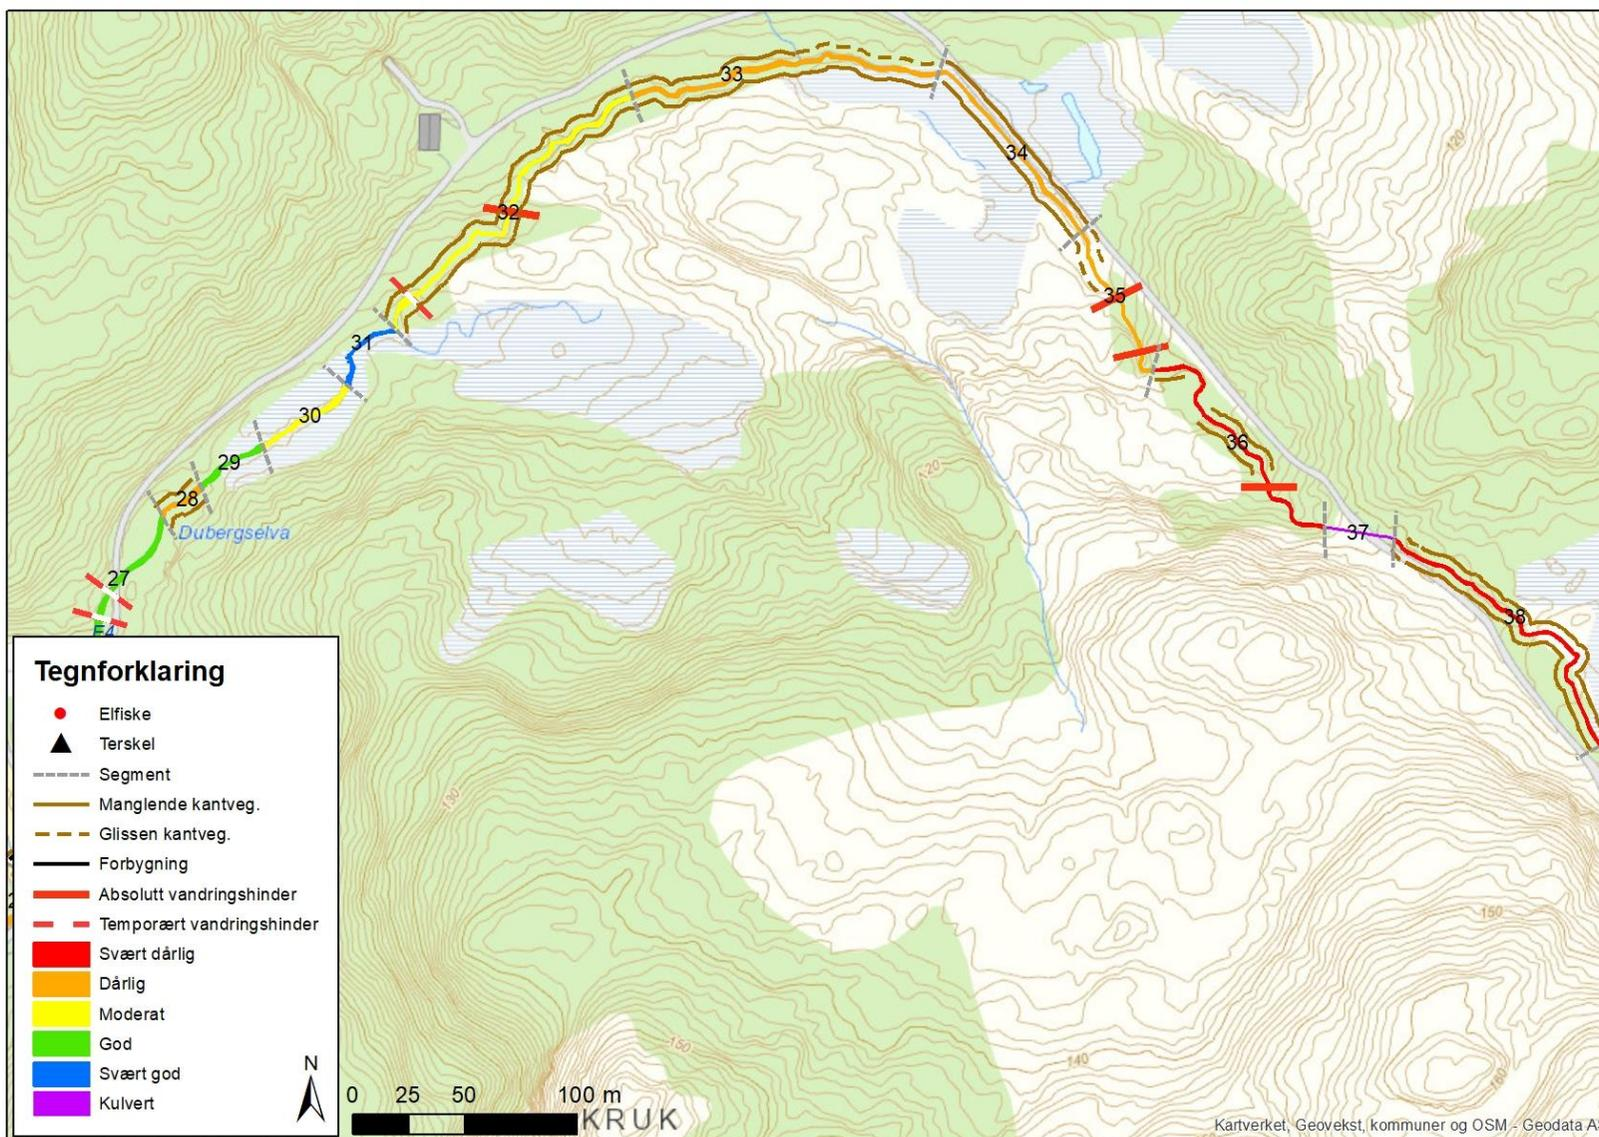 33
120
34
32
35
31
30
36
29
120
28
37
Dubergselva
27
38
E4
Tegnforklaring
Elfiske
Terskel
Segment
130
Manglende kantveg.
Glissen kantveg.
Forbygning
Absolutt vandringshinder
150
Temporært vandringshinder
Svært dårlig
Dårlig
Moderat
God
150
140
N
Svært god
160
0 25 50 100 m
Kulvert
KRUK
Kartverket, Geovekst, kommuner og OSM - Geodata A